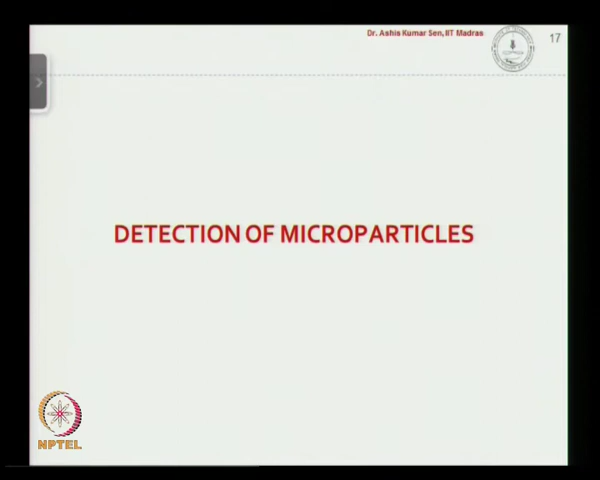 Dr. Ashis Kumar Sen, IIT Madras
17
DETECTION OF MICROPARTICLES
NPTEL